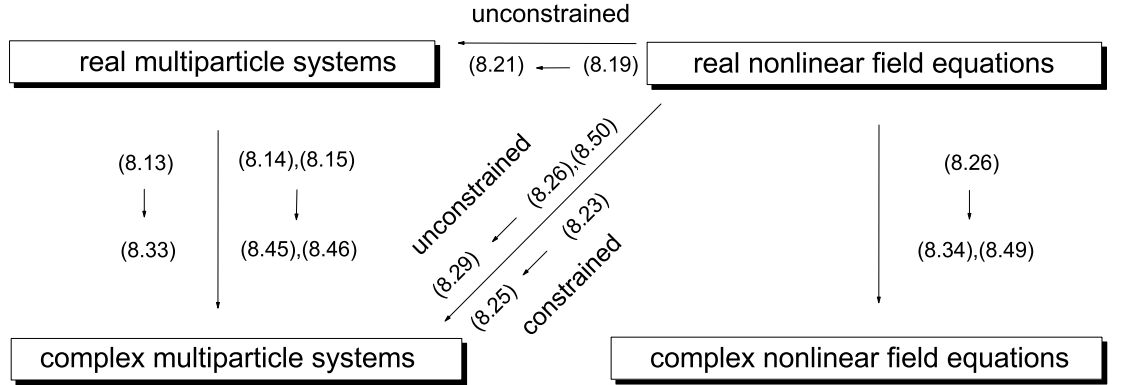 unconstrained
real multiparticle systems
(8.21)
(8.19)
real nonlinear field equations
(8.13)
(8.14),(8.15)
(8.33)
(8.45),(8.46)
unconstrained
(8.26),(8.50)
(8.29)
(8.23)
(8.25)
constrained
(8.26)
(8.34),(8.49)
complex multiparticle systems
complex nonlinear field equations